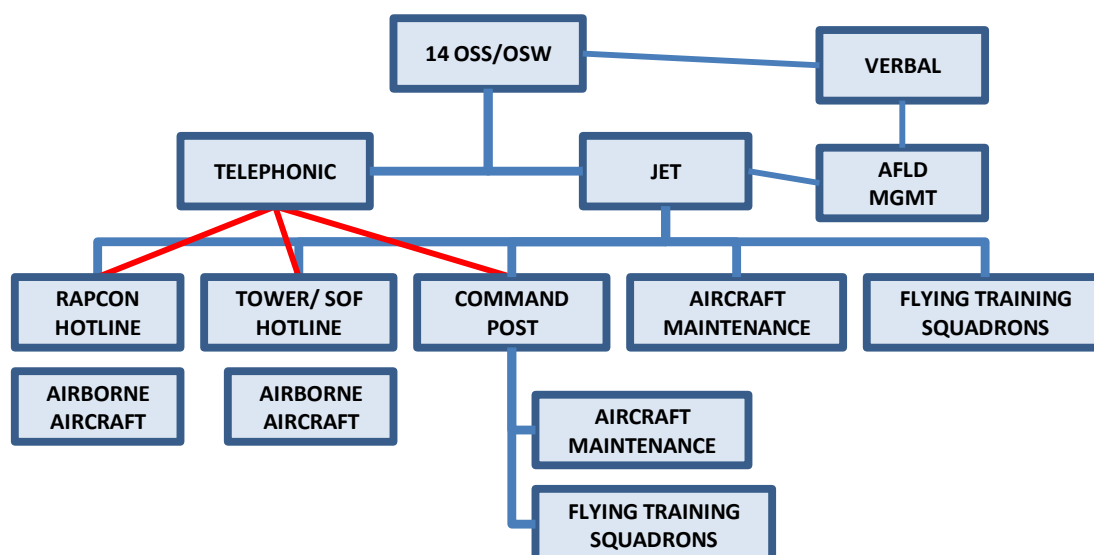 14 OSS/OSW
VERBAL
TELEPHONIC
JET
AFLD
MGMT
RAPCON
HOTLINE
TOWER/ SOF
HOTLINE
COMMAND
POST
AIRCRAFT
MAINTENANCE
FLYING TRAINING
SQUADRONS
AIRBORNE
AIRCRAFT
AIRBORNE
AIRCRAFT
AIRCRAFT
MAINTENANCE
FLYING TRAINING
SQUADRONS